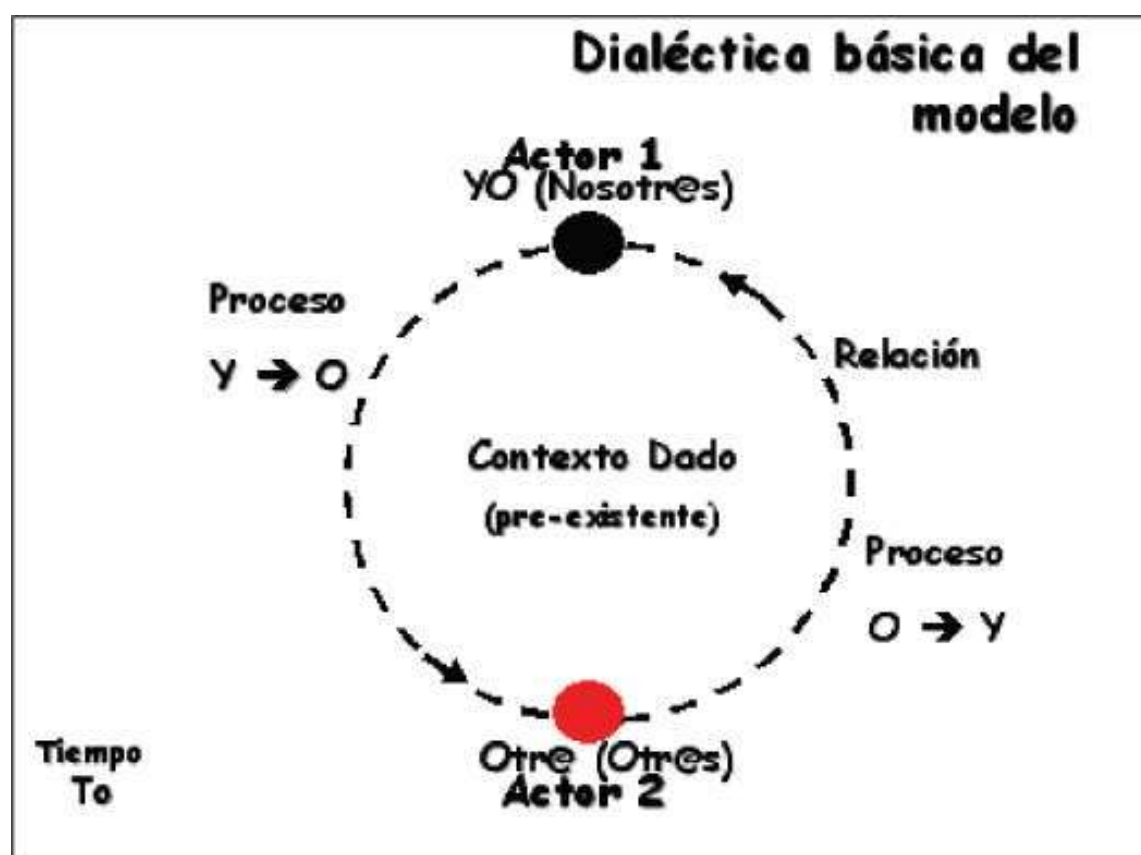 Dialéctica básica del
modelo
Actor 1
YO (Nosotr@s)
Proceso
Y → O
Relación
Contexto Dado
(pre-existente)
Proceso
O → Y
Otr@ (Otr@s)
Actor 2
Tiempo
To